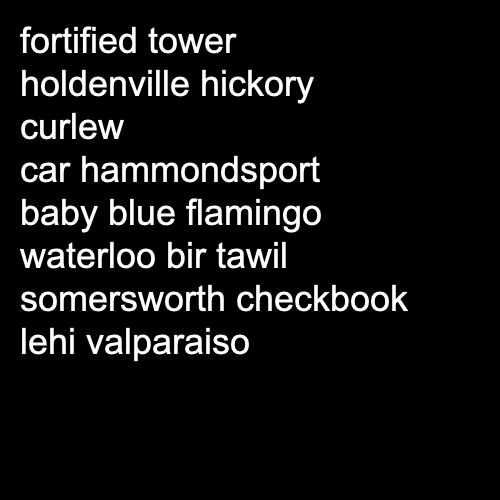 fortified tower
holdenville hickory
curlew
car hammondsport
baby blue flamingo
waterloo bir tawil
somersworth checkbook
lehi valparaiso